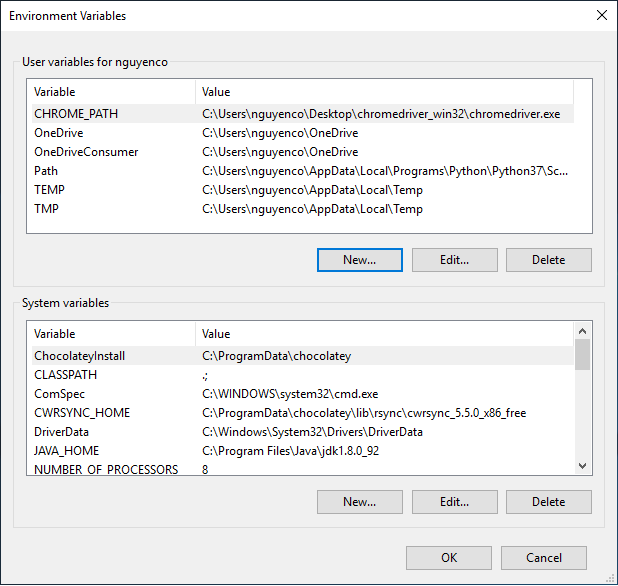 Environment Variables
User variables for nguyenco
Variable Value
CHROME_PATH C:\Users\nguyenco\Desktop\chromedriver_win32\chromedriver.exe
OneDrive C:\Users\nguyenco\OneDrive
OneDriveConsumer C:\Users\nguyenco\OneDrive
Path C:\Users\nguyenco\AppData\Local\Programs\Python\Python37\Sc...
TEMP C:\Users\nguyenco\AppData\Local\Temp
TMP C:\Users\nguyenco\AppData\Local\Temp
New... Edit... Delete
System variables
Variable Value
ChocolateyInstall C:\ProgramData\chocolatey
CLASSPATH .;
ComSpec C:\WINDOWS\system32\cmd.exe
CWRSYNC_HOME C:\ProgramData\chocolatey\lib\rsync\cwrsync_5.5.0_x86_free
DriverData C:\Windows\System32\Drivers\DriverData
JAVA_HOME C:\Program Files\Java\jdk1.8.0_92
NUMBER_OF_PROCESSORS 8
New... Edit... Delete
OK Cancel